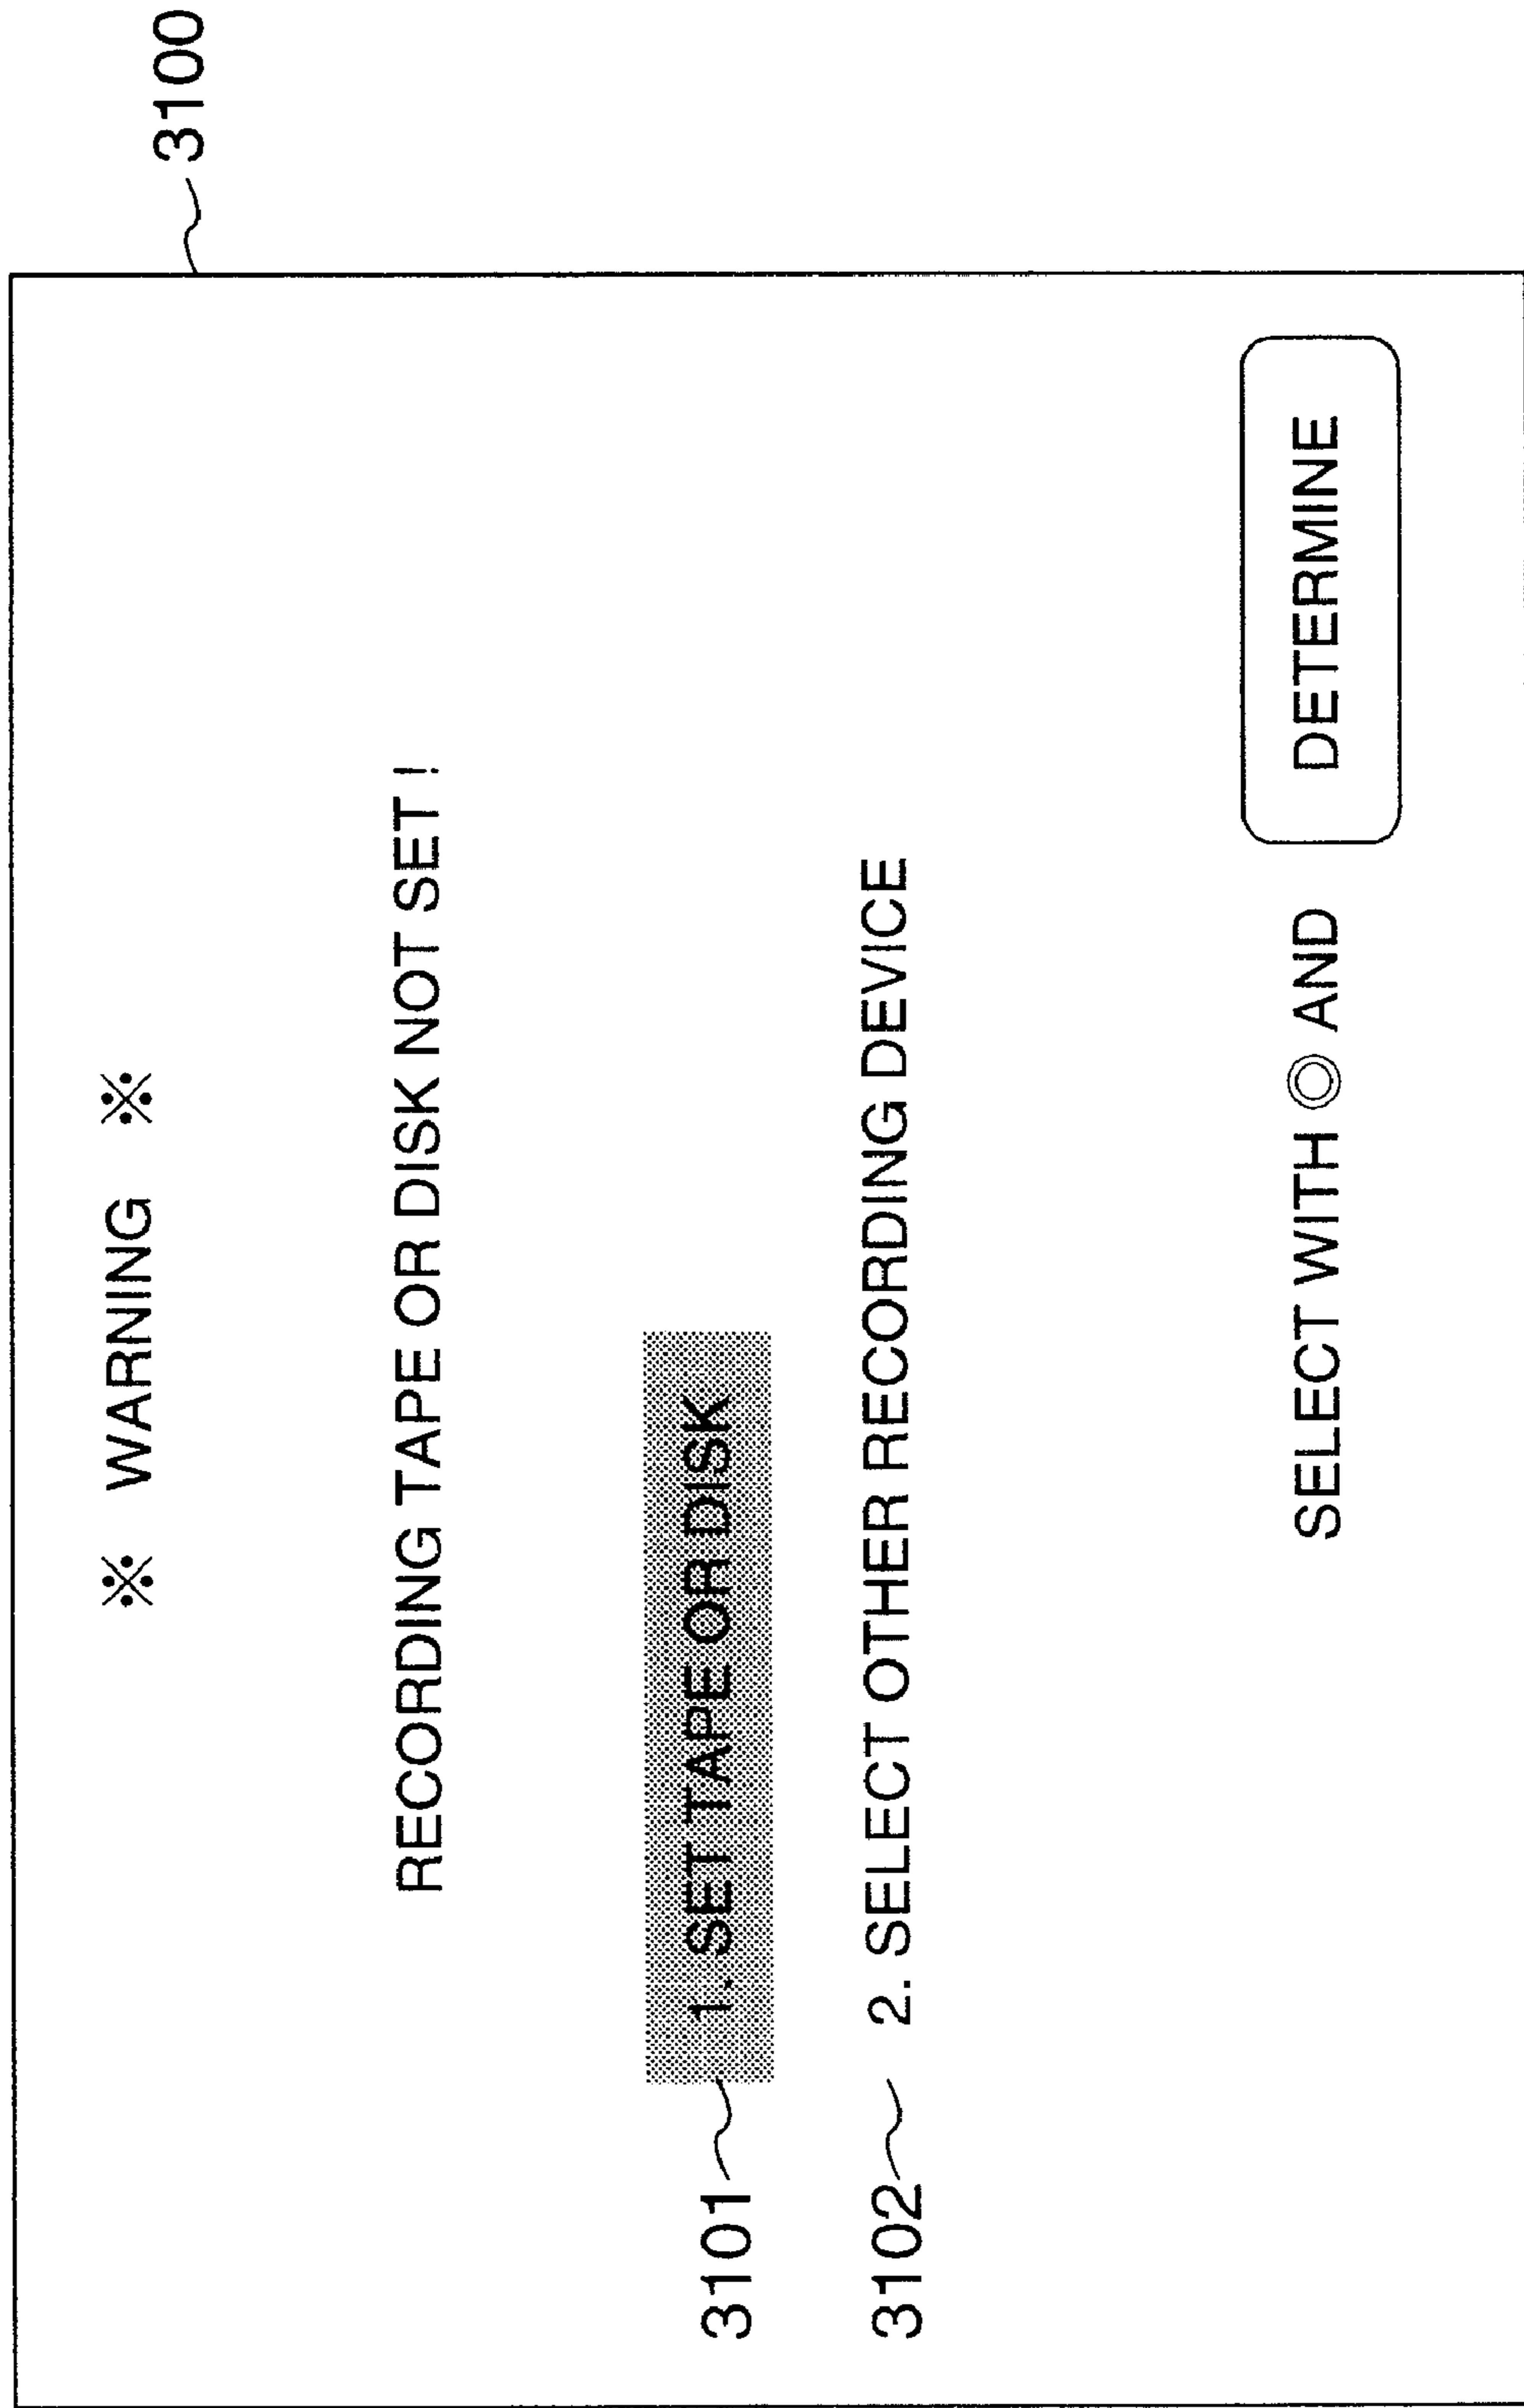 3100
※ WARNING ※
RECORDING TAPE OR DISK NOT SET !
3101 1. SET TAPE OR DISK
3102 2. SELECT OTHER RECORDING DEVICE
SELECT WITH ◎ AND DETERMINE